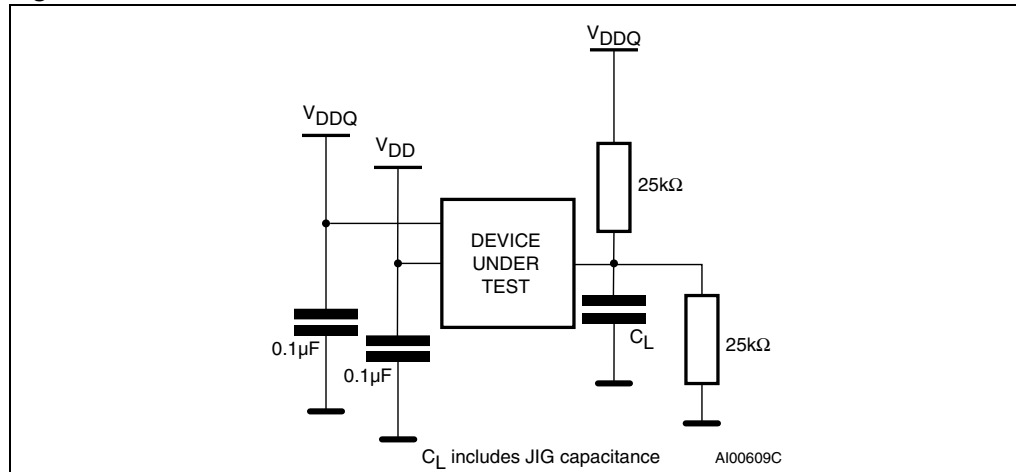 VDDQ
VDDQ
VDD
25kΩ
DEVICE
UNDER
TEST
0.1µF
0.1µF
CL
25kΩ
CL includes JIG capacitance
AI00609C